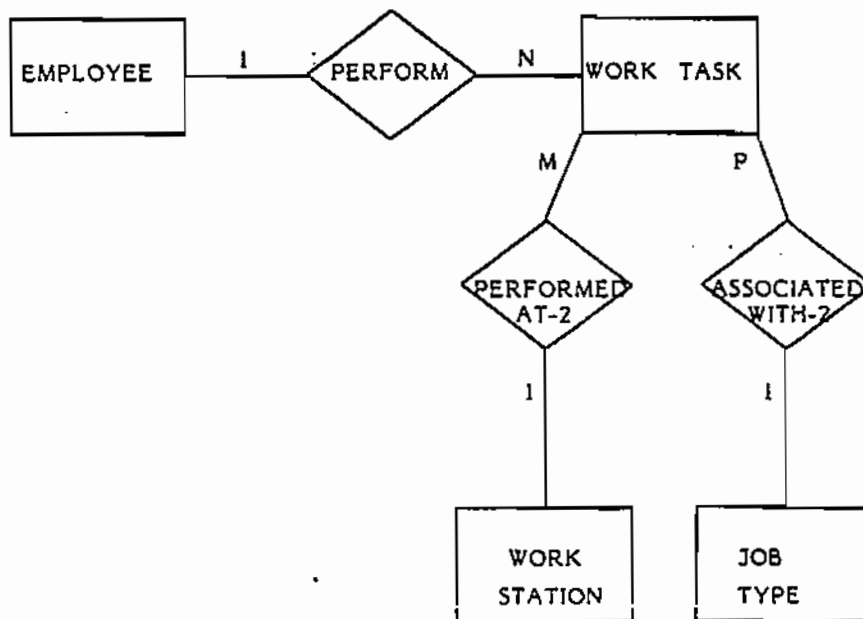 EMPLOYEE
1
PERFORM
N
WORK TASK
M
P
PERFORMED
AT-2
ASSOCIATED
WITH-2
1
1
WORK
STATION
JOB
TYPE